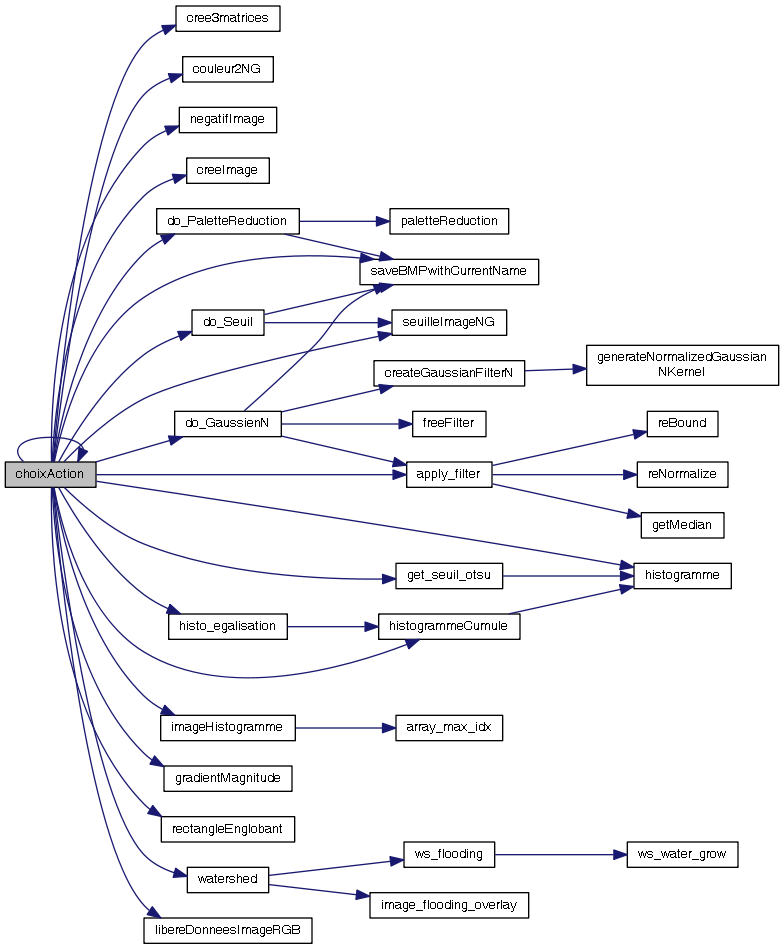 cree3matrices
couleur2NG
negatifImage
creeImage
do_PaletteReduction
paletteReduction
saveBMPwithCurrentName
do_Seuil
seuilleImageNG
generateNormalizedGaussian
NKernel
createGaussianFilterN
do_GaussienN
freeFilter
reBound
choixAction
apply_filter
reNormalize
getMedian
get_seuil_otsu
histogramme
histo_egalisation
histogrammeCumule
imageHistogramme
array_max_idx
gradientMagnitude
rectangleEnglobant
ws_flooding
ws_water_grow
watershed
image_flooding_overlay
libereDonneesImageRGB